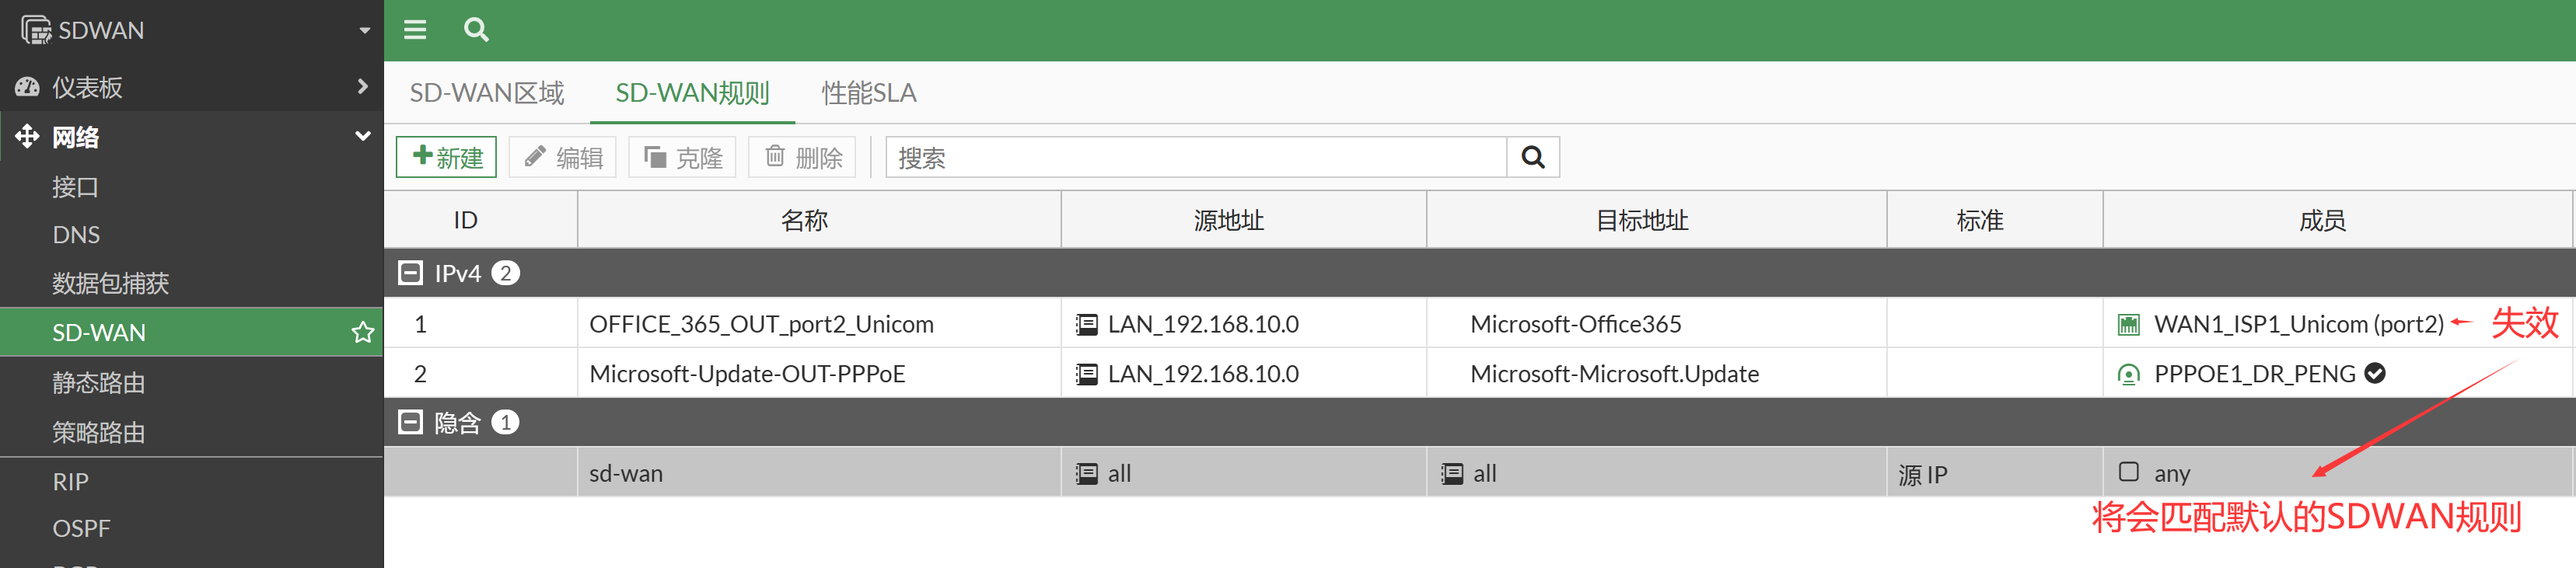 SDWAN
仪表板
网络
接口
DNS
数据包捕获
SD-WAN
静态路由
策略路由
RIP
OSPF
SD-WAN区域 SD-WAN规则 性能SLA
新建 编辑 克隆 删除 搜索
ID 名称 源地址 目标地址 标准 成员
IPv4 2
1 OFFICE_365_OUT_port2_Unicom LAN_192.168.10.0 Microsoft-Office365 WAN1_ISP1_Unicom (port2) 失效
2 Microsoft-Update-OUT-PPPoE LAN_192.168.10.0 Microsoft-Microsoft.Update PPPOE1_DR_PENG
隐含 1
sd-wan all all 源 IP any
将会匹配默认的SDWAN规则